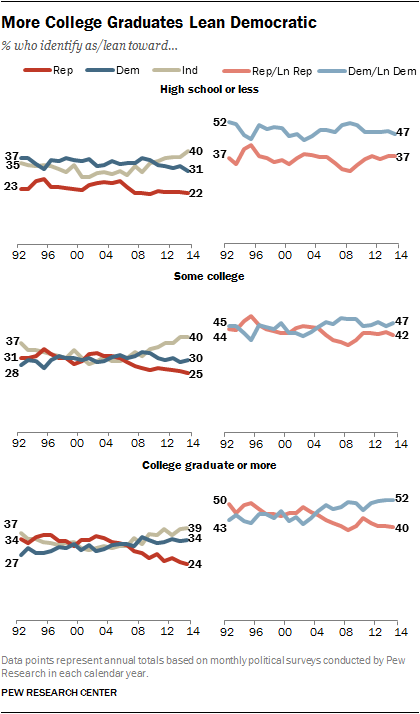 More College Graduates Lean Democratic
% who identify as/lean toward...
Rep Dem Ind Rep/Ln Rep Dem/Ln Dem
High school or less
37
35
23
40
31
22
52
37
47
37
92 96 00 04 08 12 14 92 96 00 04 08 12 14
Some college
37
31
28
40
30
25
45
44
47
42
92 96 00 04 08 12 14 92 96 00 04 08 12 14
College graduate or more
37
34
27
39
34
24
50
43
52
40
92 96 00 04 08 12 14 92 96 00 04 08 12 14
Data points represent annual totals based on monthly political surveys conducted by Pew
Research in each calendar year.
PEW RESEARCH CENTER